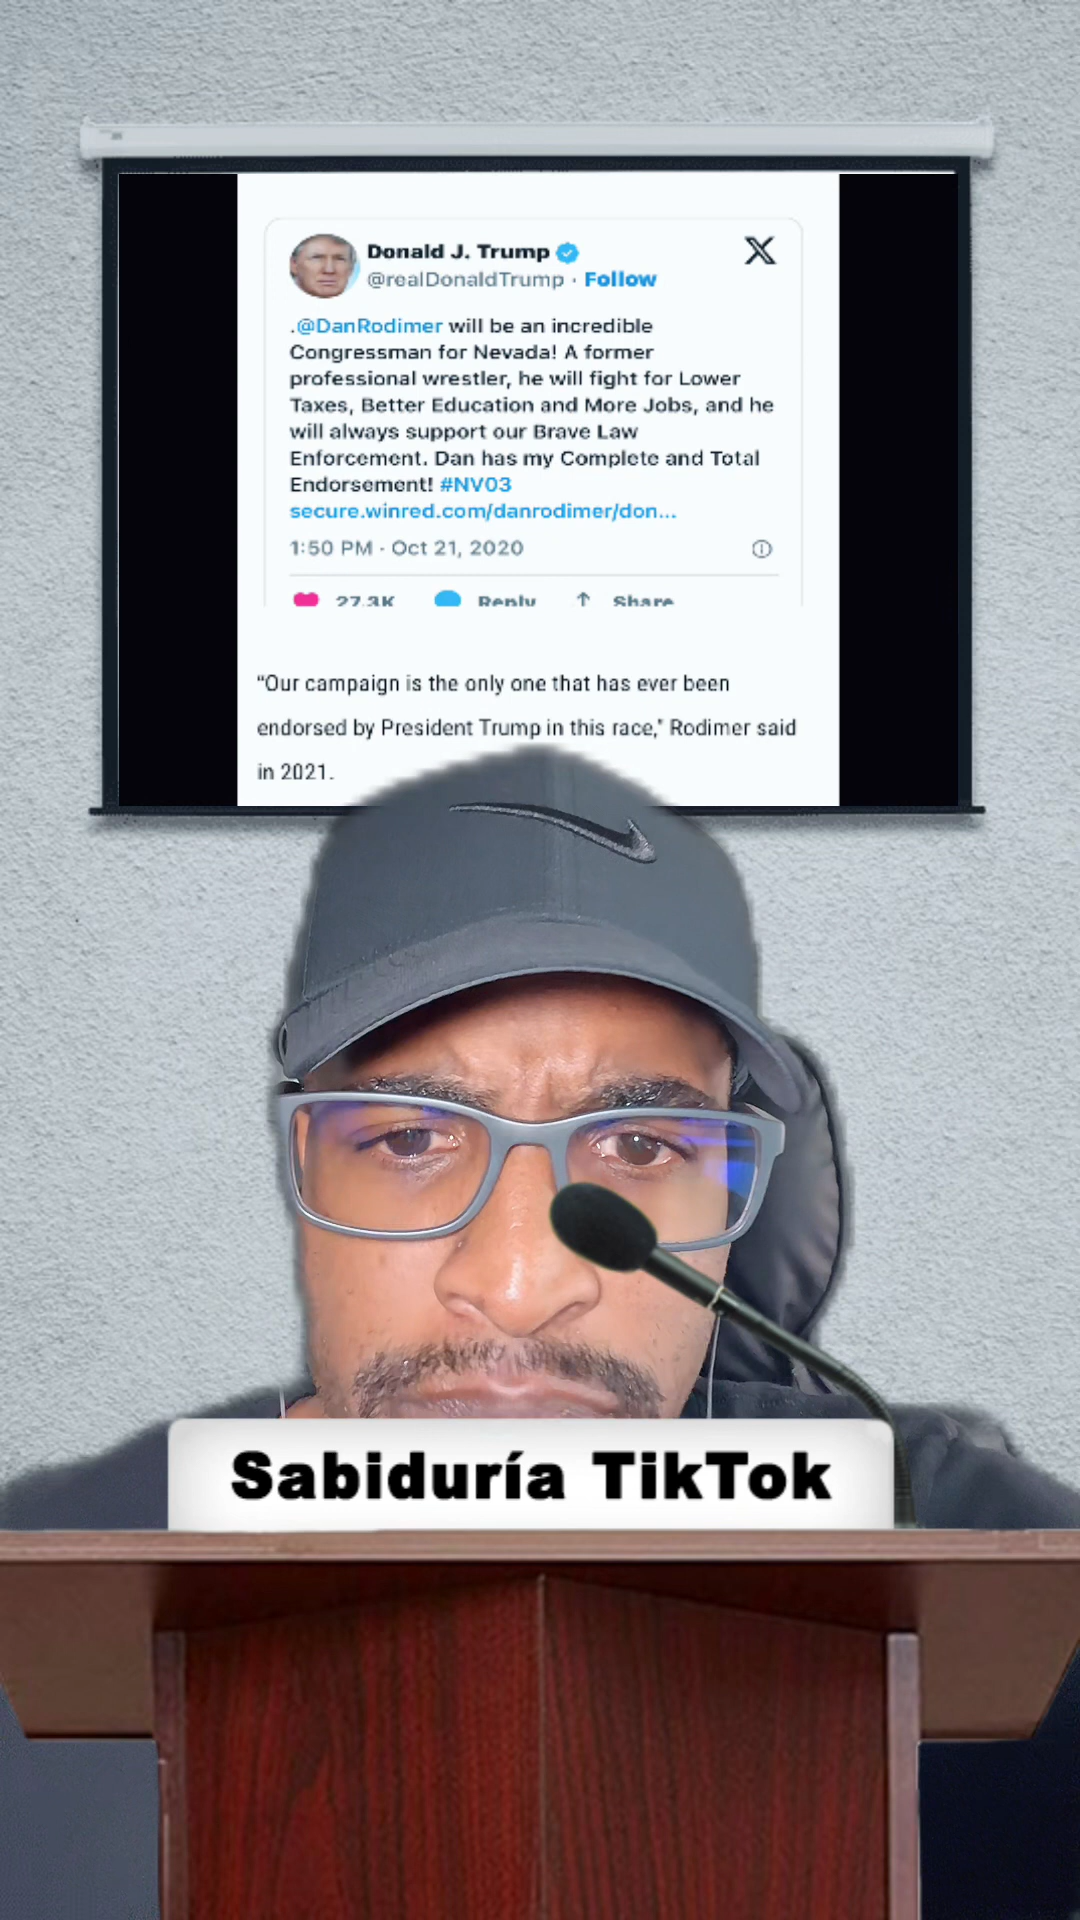 Donald J. Trump
@realDonaldTrump · Follow
X
.@DanRodimer will be an incredible
Congressman for Nevada! A former
professional wrestler, he will fight for Lower
Taxes, Better Education and More Jobs, and he
will always support our Brave Law
Enforcement. Dan has my Complete and Total
Endorsement! #NV03
secure.winred.com/danrodimer/don...
1:50 PM · Oct 21, 2020
27.3K Reply Share
“Our campaign is the only one that has ever been
endorsed by President Trump in this race,” Rodimer said
in 2021.
Sabiduría TikTok